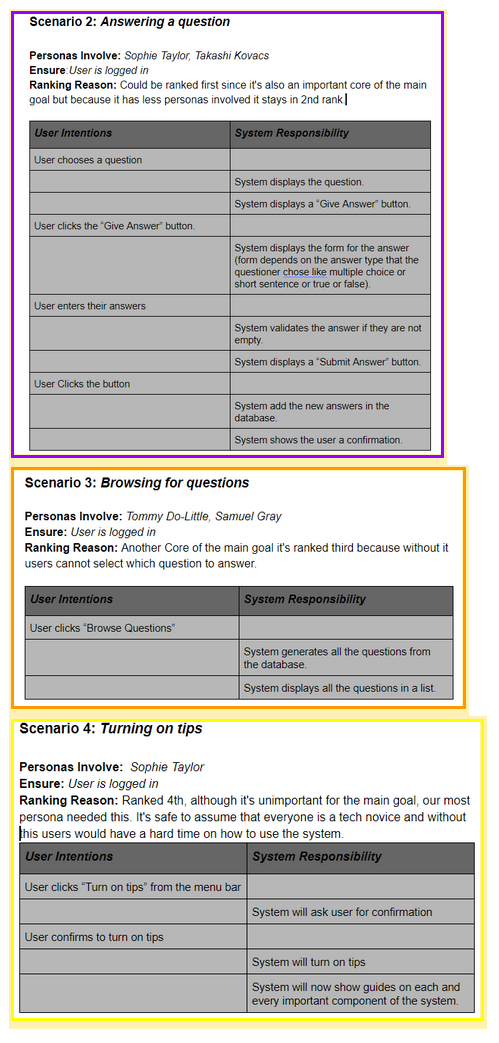 Scenario 2: Answering a question
Personas Involve: Sophie Taylor, Takashi Kovacs
Ensure:User is logged in
Ranking Reason: Could be ranked first since it's also an important core of the main
goal but because it has less personas involved it stays in 2nd rank.
User Intentions System Responsibility
User chooses a question
System displays the question.
System displays a “Give Answer” button.
User clicks the “Give Answer” button.
System displays the form for the answer
(form depends on the answer type that the
questioner chose like multiple choice or
short sentence or true or false).
User enters their answers
System validates the answer if they are not
empty.
System displays a “Submit Answer” button.
User Clicks the button
System add the new answers in the
database.
System shows the user a confirmation.
Scenario 3: Browsing for questions
Personas Involve: Tommy Do-Little, Samuel Gray
Ensure: User is logged in
Ranking Reason: Another Core of the main goal it's ranked third because without it
users cannot select which question to answer.
User Intentions System Responsibility
User clicks “Browse Questions”
System generates all the questions from
the database.
System displays all the questions in a list.
Scenario 4: Turning on tips
Personas Involve: Sophie Taylor
Ensure: User is logged in
Ranking Reason: Ranked 4th, although it's unimportant for the main goal, our most
persona needed this. It's safe to assume that everyone is a tech novice and without
this users would have a hard time on how to use the system.
User Intentions System Responsibility
User clicks “Turn on tips” from the menu bar
System will ask user for confirmation
User confirms to turn on tips
System will turn on tips
System will now show guides on each and
every important component of the system.